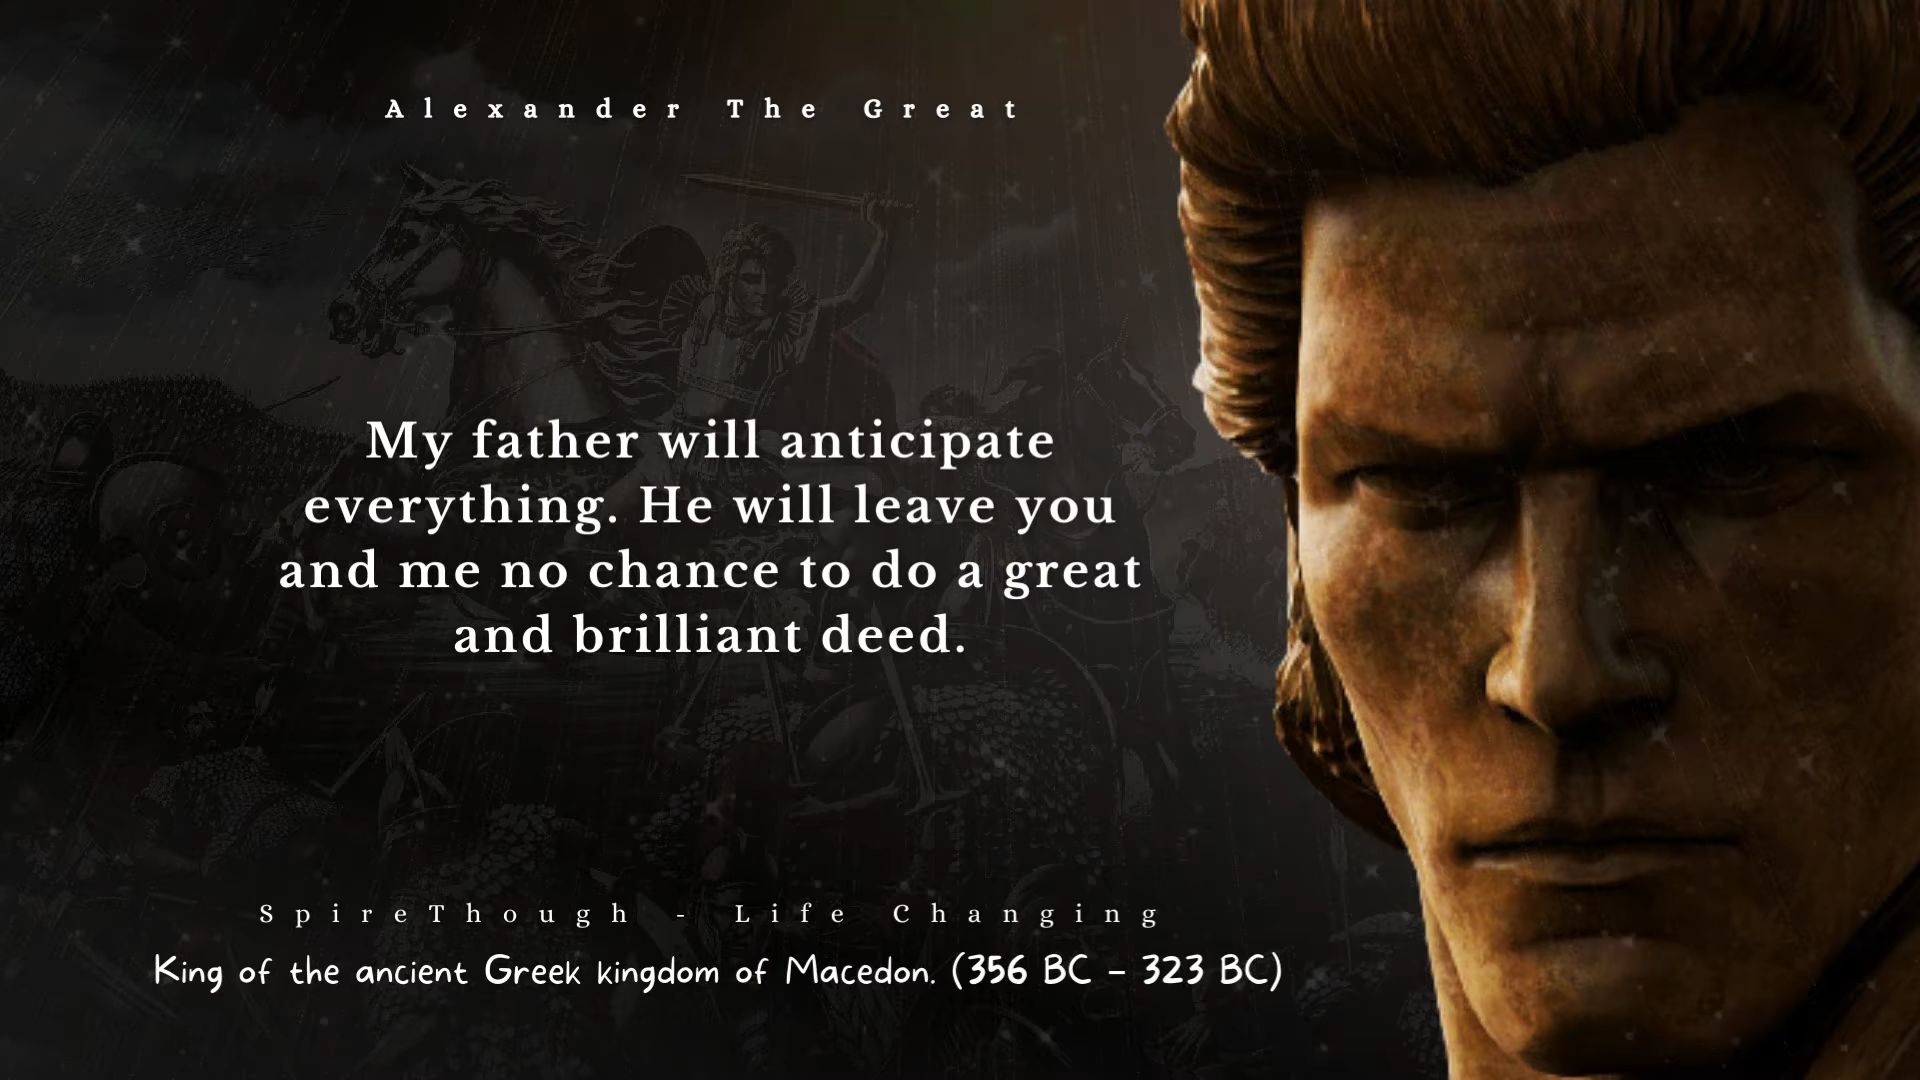 Alexander The Great
My father will anticipate
everything. He will leave you
and me no chance to do a great
and brilliant deed.
SpireThough - Life Changing
King of the ancient Greek kingdom of Macedon. (356 BC – 323 BC)